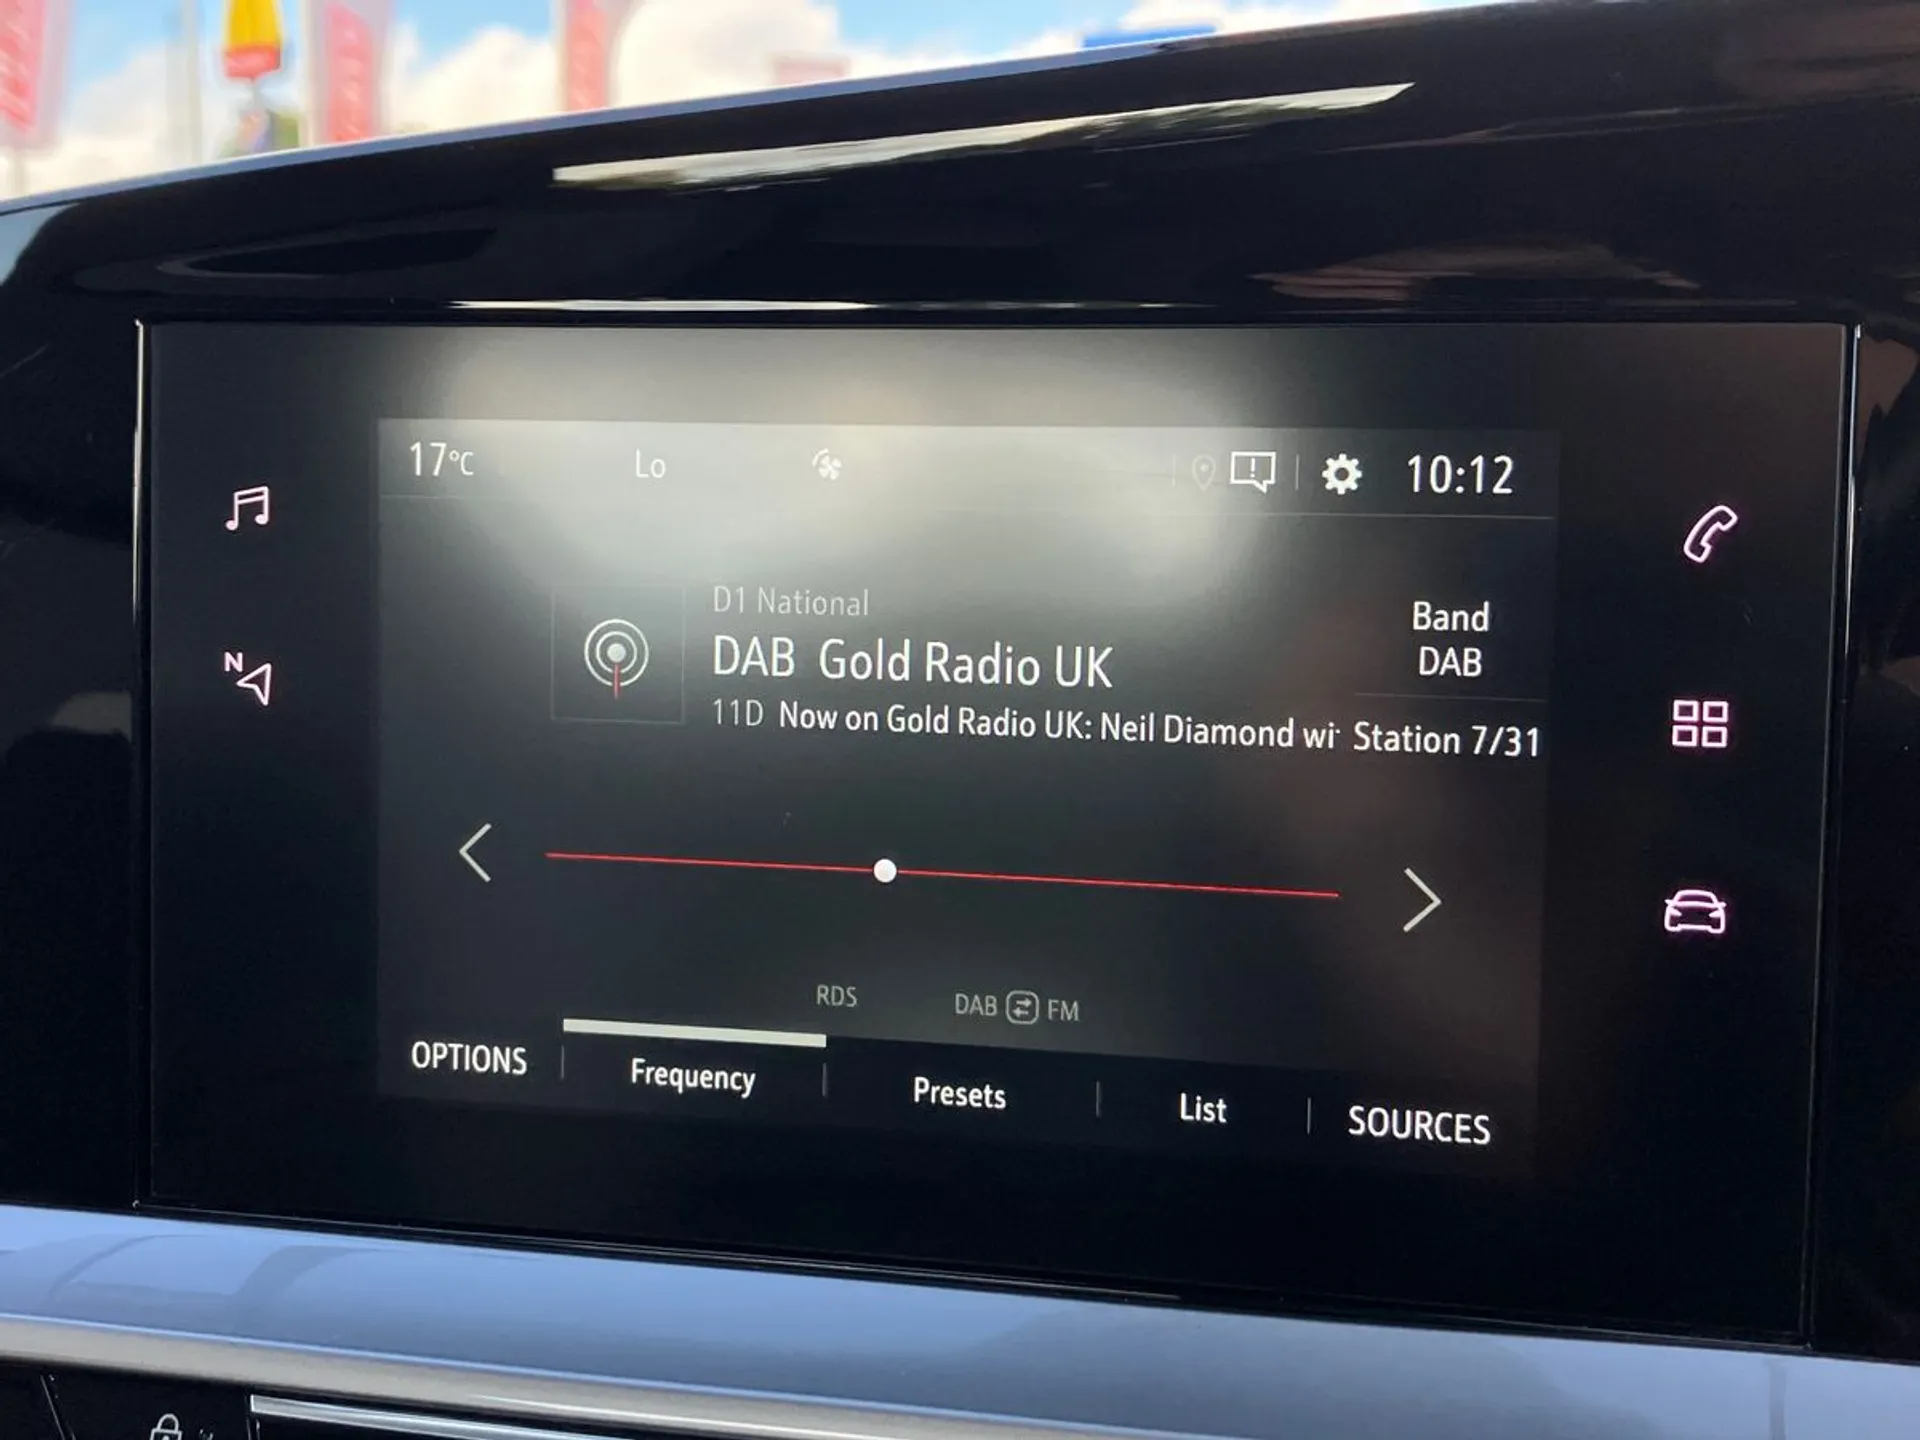 17°C Lo 10:12
N
D1 National
DAB Gold Radio UK
11D Now on Gold Radio UK: Neil Diamond wi
Band
DAB
Station 7/31
RDS DAB FM
OPTIONS Frequency Presets List SOURCES